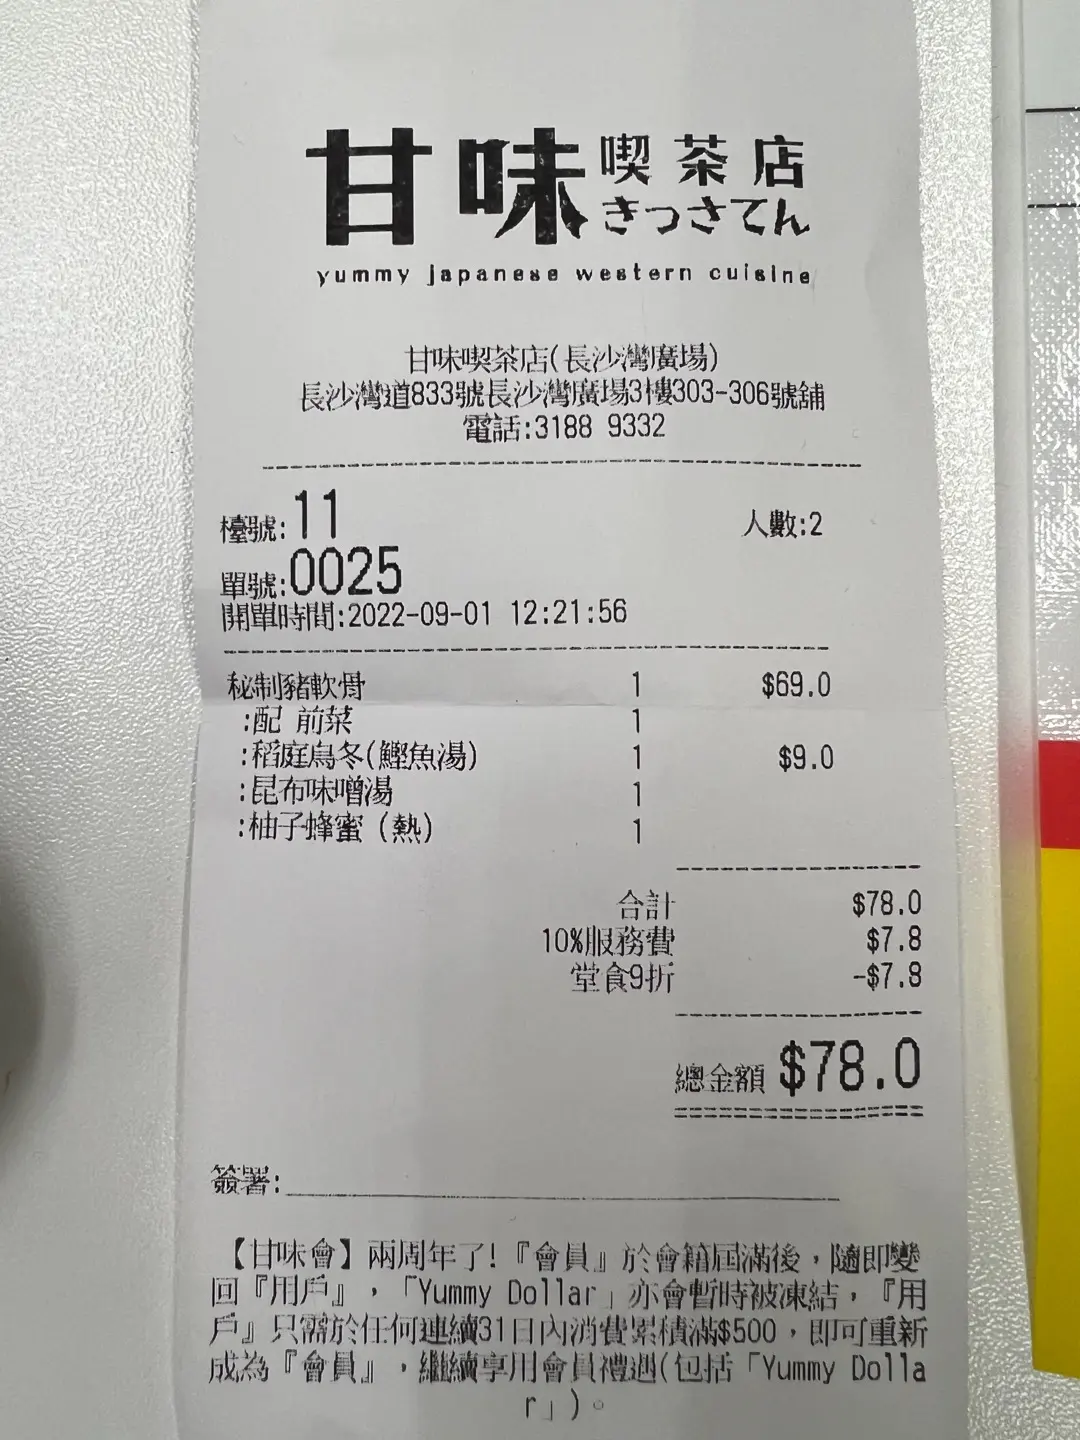 甘味 喫茶店
きっさてん
yummy japanese western cuisine
甘味喫茶店(長沙灣廣場)
長沙灣道833號長沙灣廣場3樓303-306號舖
電話:3188 9332
檯號:11 人數:2
單號:0025
開單時間:2022-09-01 12:21:56
秘制豬軟骨 1 $69.0
:配 前菜 1
:稻庭烏冬(鰹魚湯) 1 $9.0
:昆布味噌湯 1
:柚子蜂蜜 (熱) 1
合計 $78.0
10%服務費 $7.8
堂食9折 -$7.8
總金額 $78.0
簽署:
【甘味會】兩周年了!『會員』於會籍屆滿後，隨即變
回『用戶』，「Yummy Dollar」亦會暫時被凍結，『用
戶』只需於任何連續31日內消費累積滿$500，即可重新
成為『會員』，繼續享用會員禮遇(包括「Yummy Dolla
r」)。